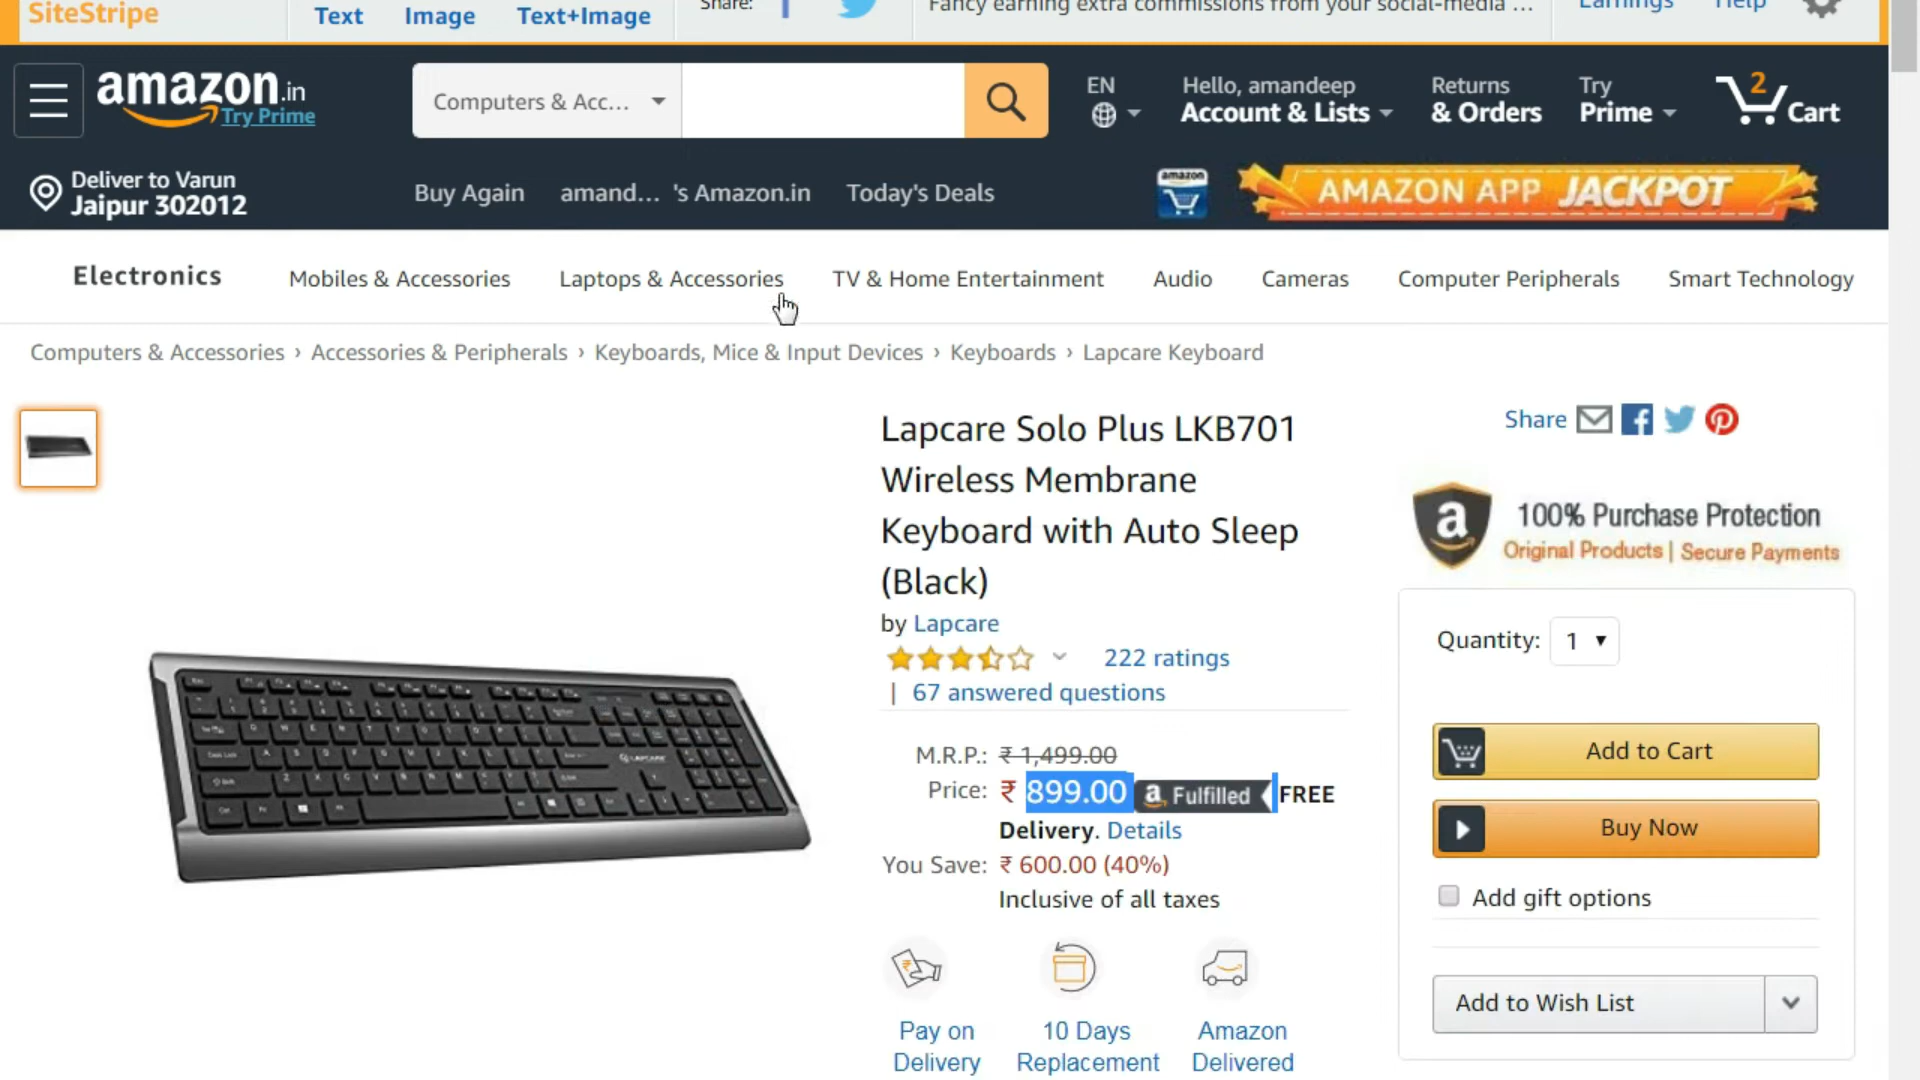 SiteStripe
Text Image Text+Image
Share:
Fancy earning extra commissions from your social-media ...
Earnings Help
amazon.in
Try Prime
Computers & Acc...
EN
Hello, amandeep
Account & Lists
Returns
& Orders
Try
Prime
2
Cart
Deliver to Varun
Jaipur 302012
Buy Again amand... 's Amazon.in Today's Deals
amazon
AMAZON APP JACKPOT
Electronics Mobiles & Accessories Laptops & Accessories TV & Home Entertainment Audio Cameras Computer Peripherals Smart Technology
Computers & Accessories › Accessories & Peripherals › Keyboards, Mice & Input Devices › Keyboards › Lapcare Keyboard
Lapcare Solo Plus LKB701
Wireless Membrane
Keyboard with Auto Sleep
(Black)
by Lapcare
222 ratings
| 67 answered questions
M.R.P.: ₹ 1,499.00
Price: ₹ 899.00 a Fulfilled FREE
Delivery. Details
You Save: ₹ 600.00 (40%)
Inclusive of all taxes
Pay on
Delivery
10 Days
Replacement
Amazon
Delivered
Share
100% Purchase Protection
Original Products | Secure Payments
Quantity: 1
Add to Cart
Buy Now
Add gift options
Add to Wish List
LAPCARE